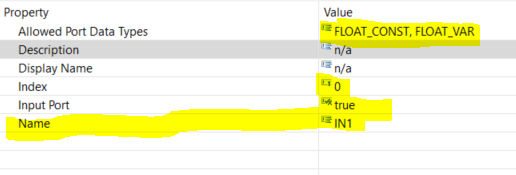 Property Value
Allowed Port Data Types FLOAT_CONST, FLOAT_VAR
Description n/a
Display Name n/a
Index 0
Input Port true
Name IN1